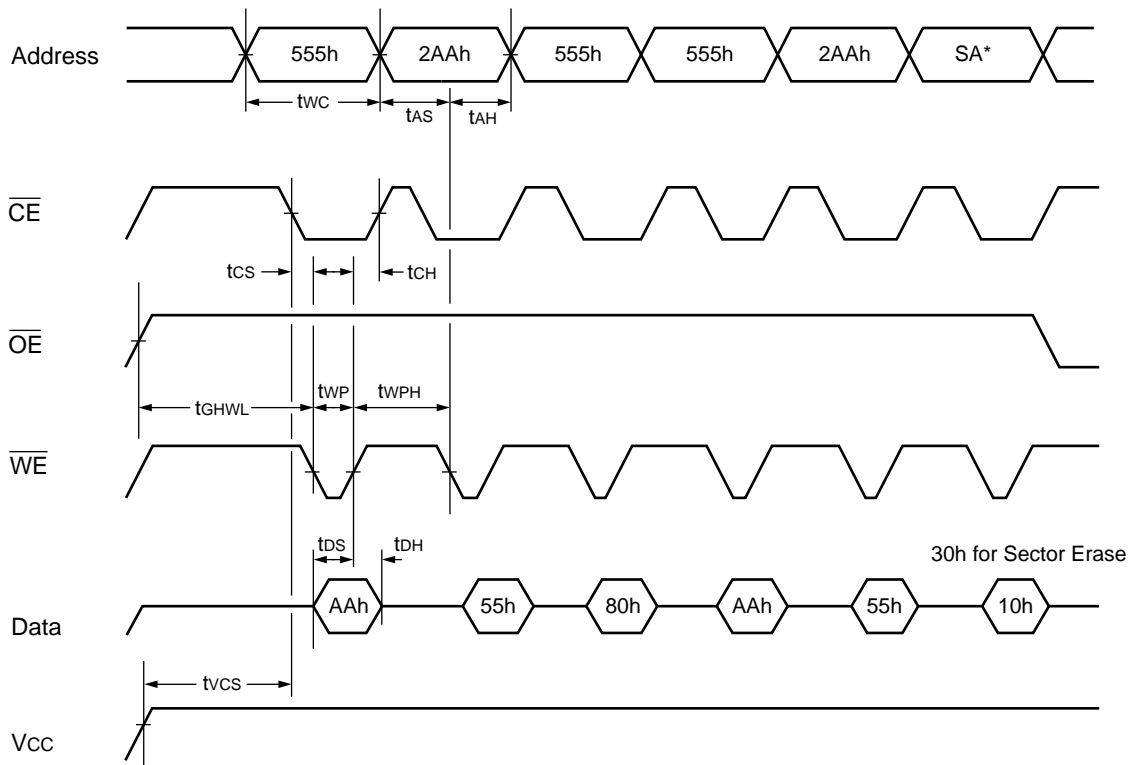 Address 555h 2AAh 555h 555h 2AAh SA*
tWC tAS tAH
CE
tCS tCH
OE
tGHWL tWP tWPH
WE
tDS tDH
30h for Sector Erase
Data AAh 55h 80h AAh 55h 10h
tVCS
VCC